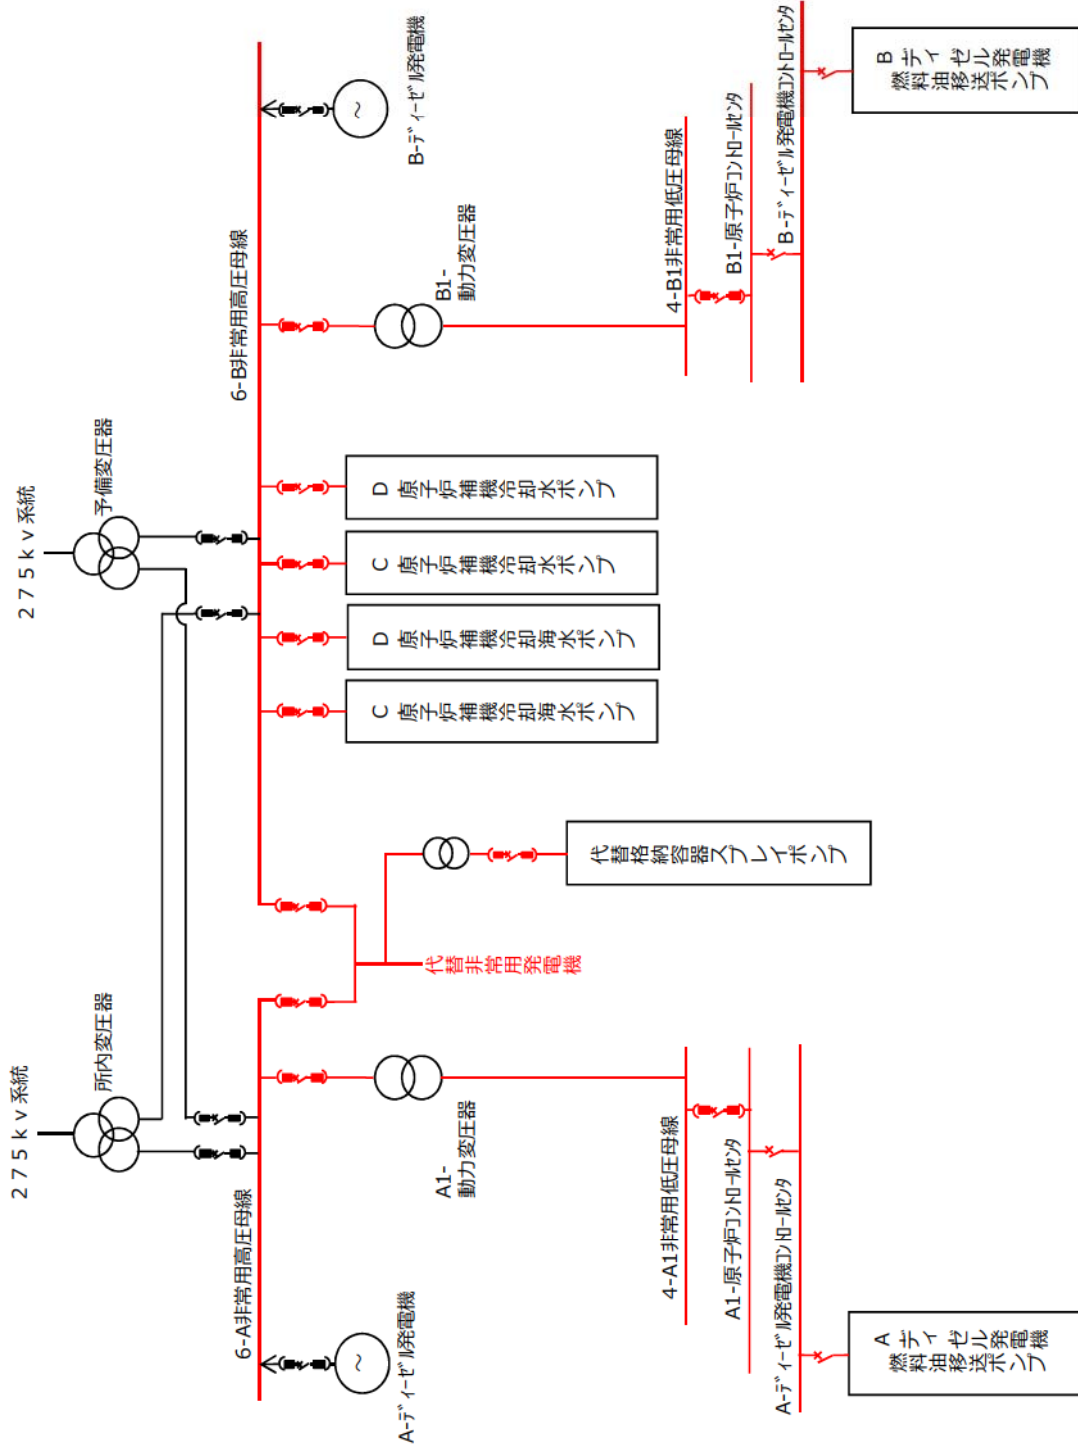 ２７５ｋｖ系統
所内変圧器
２７５ｋｖ系統
予備変圧器
6-A非常用高圧母線
6-B非常用高圧母線
A-ﾃﾞｨｰｾﾞﾙ発電機
B-ﾃﾞｨｰｾﾞﾙ発電機
A1-
動力変圧器
代替非常用発電機
代替格納容器スプレイポンプ
C 原子炉補機冷却海水ポンプ
D 原子炉補機冷却海水ポンプ
C 原子炉補機冷却水ポンプ
D 原子炉補機冷却水ポンプ
B1-
動力変圧器
4-A1非常用低圧母線
4-B1非常用低圧母線
A1-原子炉ｺﾝﾄﾛｰﾙｾﾝﾀ
B1-原子炉ｺﾝﾄﾛｰﾙｾﾝﾀ
A-ﾃﾞｨｰｾﾞﾙ発電機ｺﾝﾄﾛｰﾙｾﾝﾀ
B-ﾃﾞｨｰｾﾞﾙ発電機ｺﾝﾄﾛｰﾙｾﾝﾀ
A ディゼル発電機
燃料油移送ポンプ
B ディゼル発電機
燃料油移送ポンプ